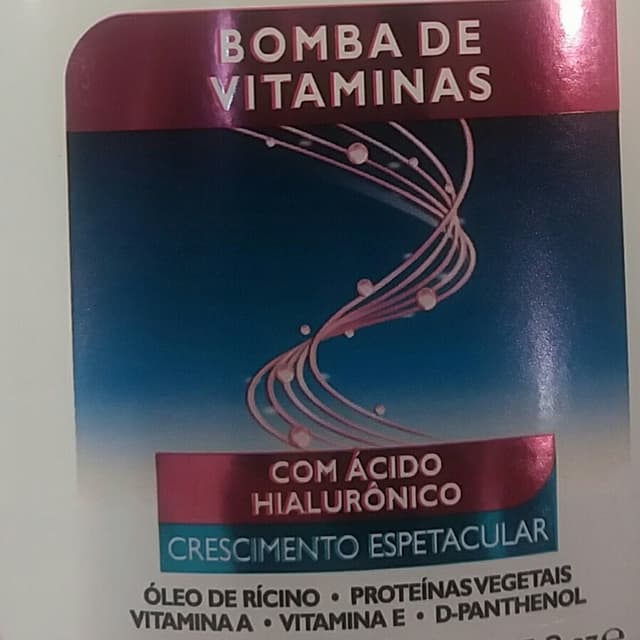 BOMBA DE
VITAMINAS
COM ÁCIDO
HIALURÔNICO
CRESCIMENTO ESPETACULAR
ÓLEO DE RÍCINO • PROTEÍNAS VEGETAIS
VITAMINA A • VITAMINA E • D-PANTHENOL